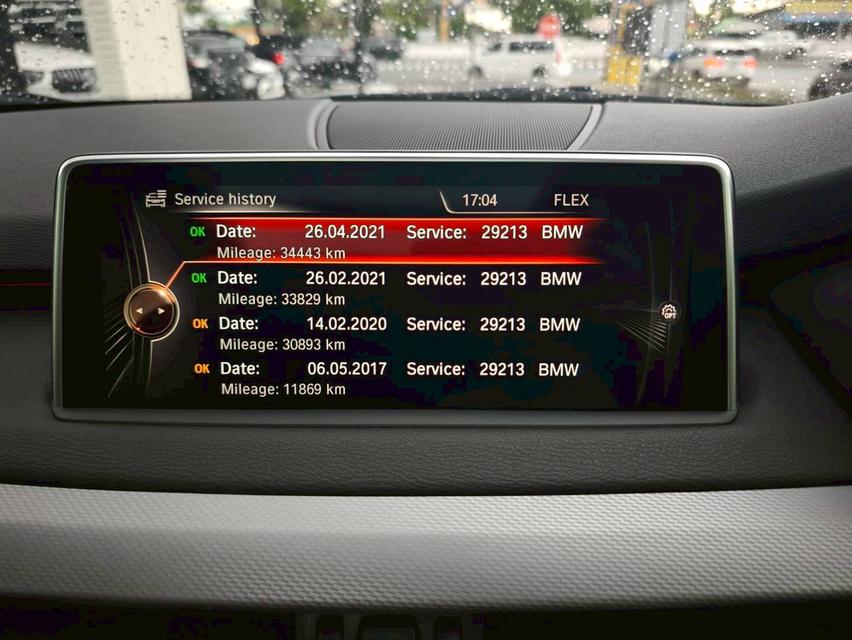 Service history 17:04 FLEX
OK Date: 26.04.2021 Service: 29213 BMW
Mileage: 34443 km
OK Date: 26.02.2021 Service: 29213 BMW
Mileage: 33829 km
OPT
OK Date: 14.02.2020 Service: 29213 BMW
Mileage: 30893 km
OK Date: 06.05.2017 Service: 29213 BMW
Mileage: 11869 km